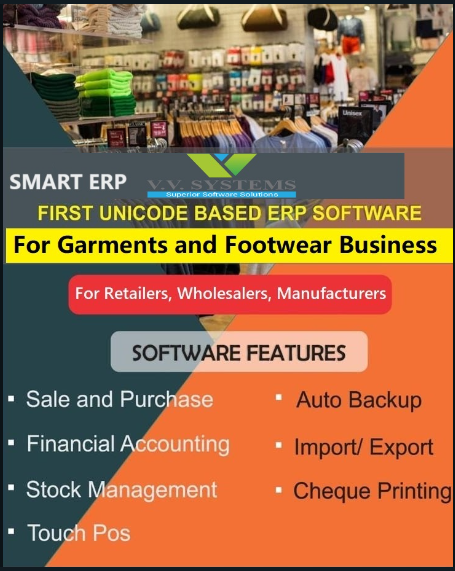 Unisex
SMART ERP
V.V. SYSTEMS
Superior Software Solutions
FIRST UNICODE BASED ERP SOFTWARE
For Garments and Footwear Business
For Retailers, Wholesalers, Manufacturers
SOFTWARE FEATURES
▪ Sale and Purchase
▪ Financial Accounting
▪ Stock Management
▪ Touch Pos
▪ Auto Backup
▪ Import/ Export
▪ Cheque Printing